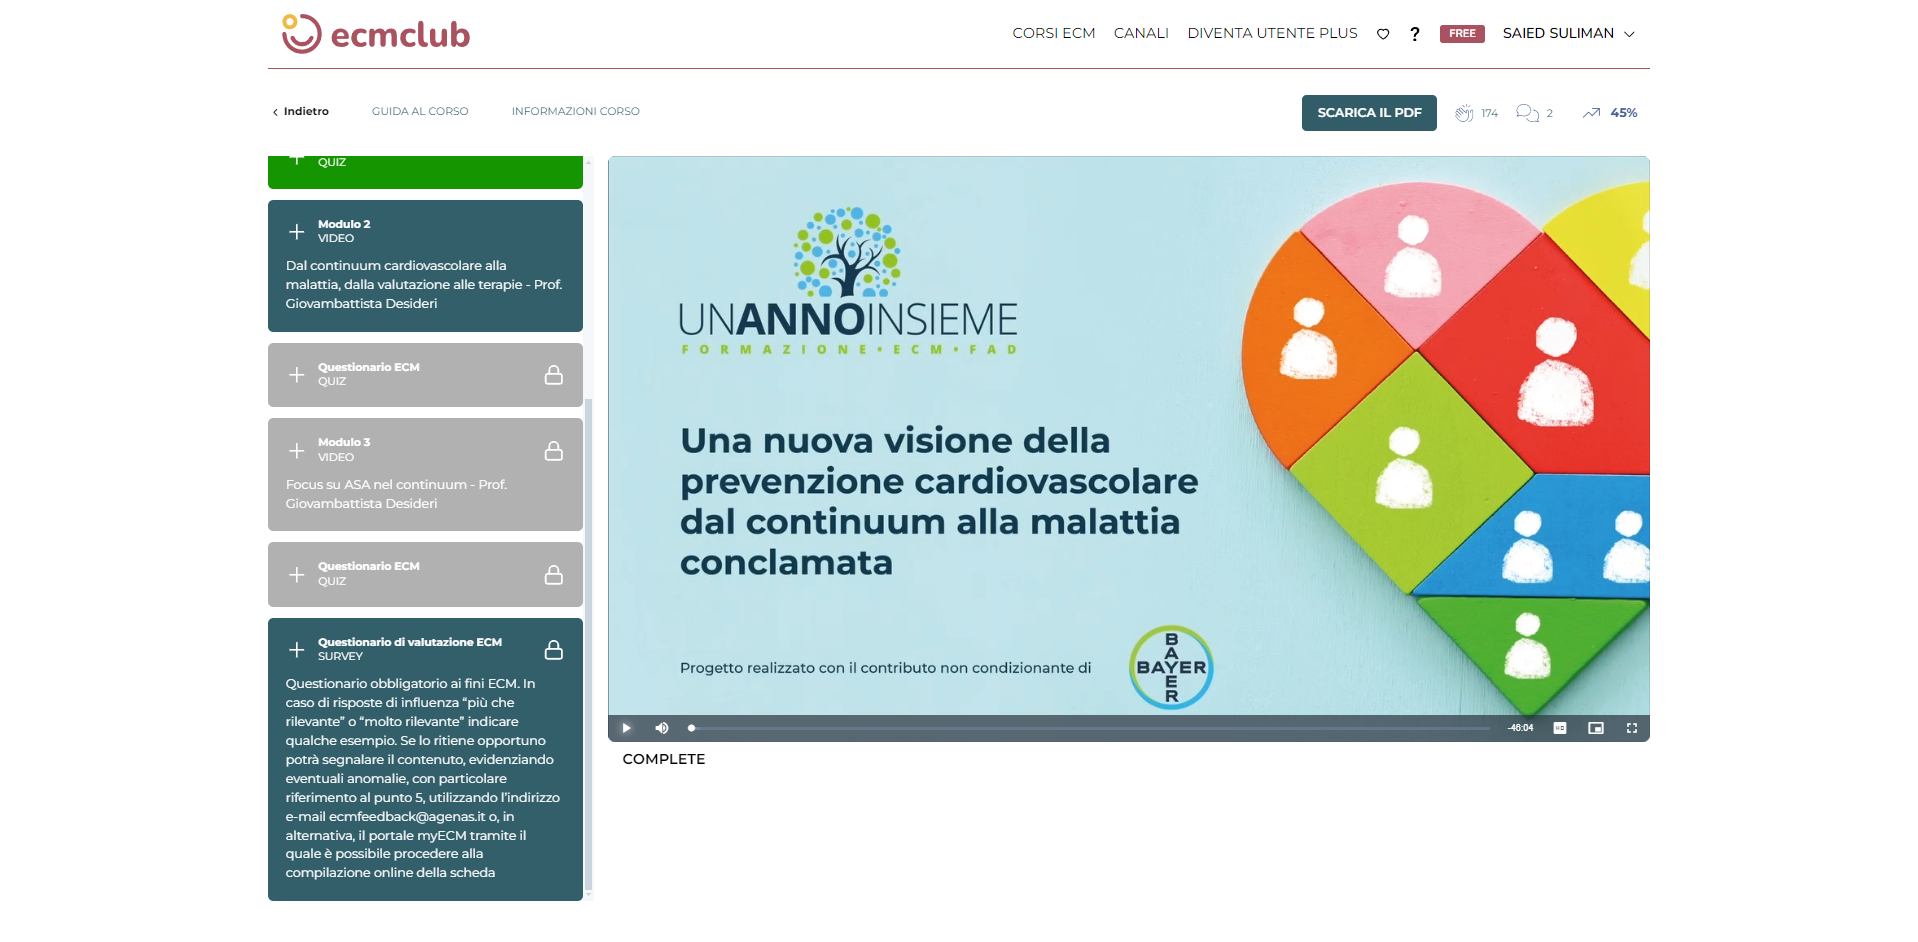 ecmclub
CORSI ECM
CANALI
DIVENTA UTENTE PLUS
?
FREE
SAIED SULIMAN
Indietro
GUIDA AL CORSO
INFORMAZIONI CORSO
SCARICA IL PDF
174
2
45%
QUIZ
Modulo 2
VIDEO
Dal continuum cardiovascolare alla
malattia, dalla valutazione alle terapie - Prof.
Giovambattista Desideri
Questionario ECM
QUIZ
Modulo 3
VIDEO
Focus su ASA nel continuum - Prof.
Giovambattista Desideri
Questionario ECM
QUIZ
Questionario di valutazione ECM
SURVEY
Questionario obbligatorio ai fini ECM. In
caso di risposte di influenza “più che
rilevante” o “molto rilevante” indicare
qualche esempio. Se lo ritiene opportuno
potrà segnalare il contenuto, evidenziando
eventuali anomalie, con particolare
riferimento al punto 5, utilizzando l’indirizzo
e-mail ecmfeedback@agenas.it o, in
alternativa, il portale myECM tramite il
quale è possibile procedere alla
compilazione online della scheda
UNANNOINSIEME
FORMAZIONE•ECM•FAD
Una nuova visione della
prevenzione cardiovascolare
dal continuum alla malattia
conclamata
Progetto realizzato con il contributo non condizionante di
BAYER
BAYER
-46:04
HD
COMPLETE